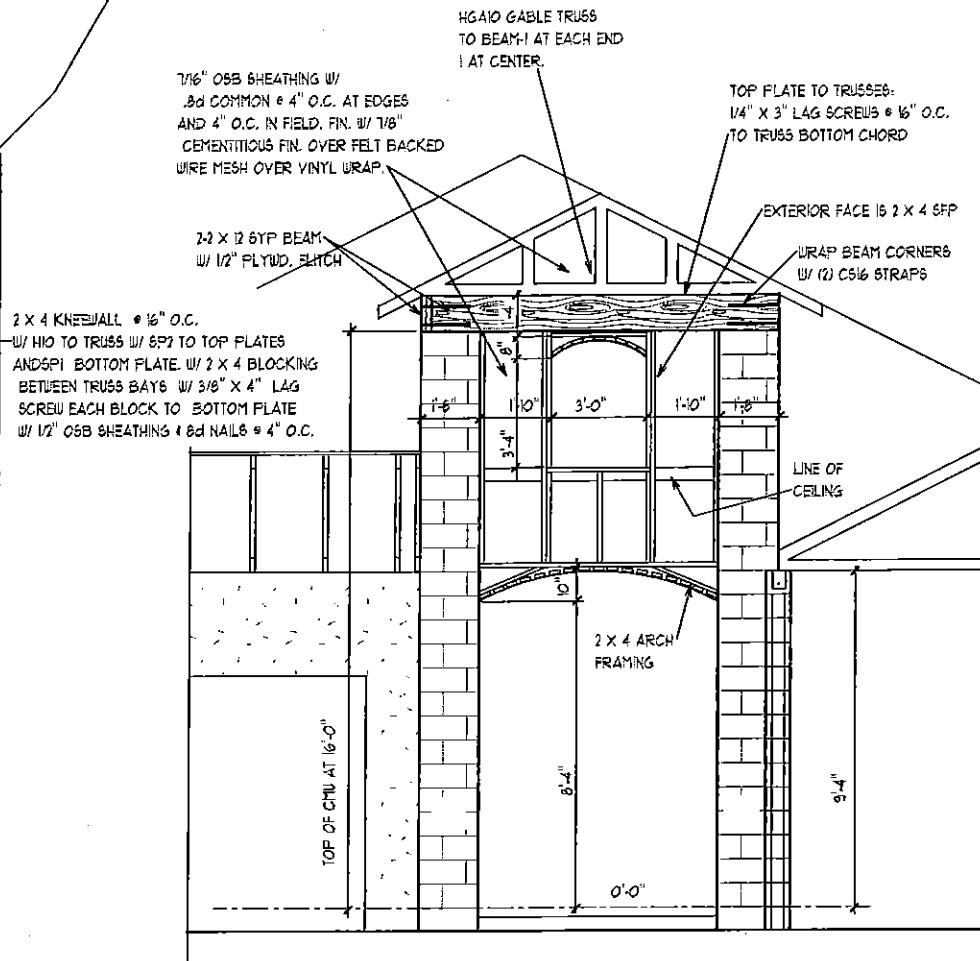 HGA10 GABLE TRUSS
TO BEAM-1 AT EACH END
1 AT CENTER.
7/16" OSB SHEATHING W/
.8d COMMON @ 4" O.C. AT EDGES
AND 4" O.C. IN FIELD. FIN. W/ 7/8"
CEMENTITIOUS FIN. OVER FELT BACKED
WIRE MESH OVER VINYL WRAP.
TOP PLATE TO TRUSSES:
1/4" X 3" LAG SCREWS @ 16" O.C.
TO TRUSS BOTTOM CHORD
EXTERIOR FACE IS 2 X 4 SFP
2-2 X 12 SYP BEAM
W/ 1/2" PLYWD. FLITCH
WRAP BEAM CORNERS
W/ (2) CS16 STRAPS
2 X 4 KNEEWALL @ 16" O.C.
W/ H10 TO TRUSS W/ SP2 TO TOP PLATES
ANDSP1 BOTTOM PLATE. W/ 2 X 4 BLOCKING
BETWEEN TRUSS BAYS W/ 3/8" X 4" LAG
SCREW EACH BLOCK TO BOTTOM PLATE
W/ 1/2" OSB SHEATHING & 8d NAILS @ 4" O.C.
8"
1'-8"
1'-10"
3'-0"
1'-10"
1'-8"
3'-4"
LINE OF
CEILING
10"
2 X 4 ARCH
FRAMING
TOP OF CMU AT 16'-0"
8'-4"
9'-4"
0'-0"